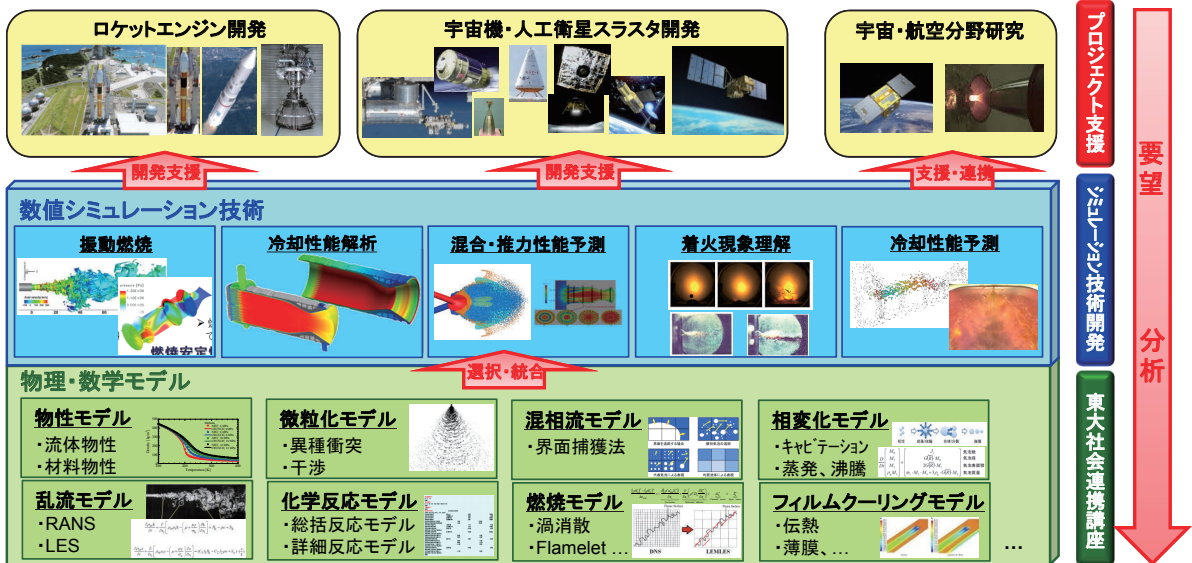 ロケットエンジン開発
宇宙機・人工衛星スラスタ開発
宇宙・航空分野研究
プロジェクト支援
開発支援
開発支援
支援・連携
要望
数値シミュレーション技術
シミュレーション技術開発
振動燃焼
冷却性能解析
混合・推力性能予測
着火現象理解
冷却性能予測
0 20 40 60 80
燃焼安定
分析
選択・統合
物理・数学モデル
東大社会連携講座
物性モデル
・流体物性
・材料物性
微粒化モデル
・異種衝突
・干渉
混相流モデル
・界面捕獲法
相変化モデル
・キャビテーション
・蒸発、沸騰
乱流モデル
・RANS
・LES
化学反応モデル
・総括反応モデル
・詳細反応モデル
燃焼モデル
・渦消散
・Flamelet …
DNS
LEMLES
フィルムクーリングモデル
・伝熱
・薄膜、…
…